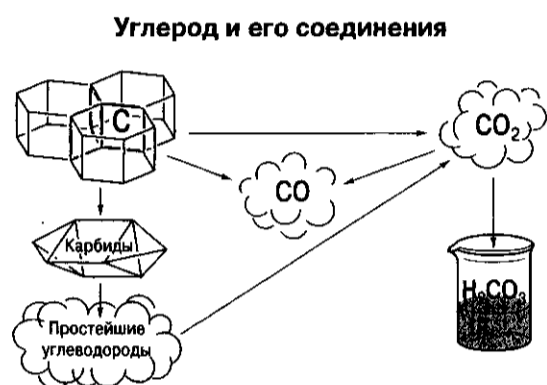 Углерод и его соединения
C
CO₂
CO
Карбиды
H₂CO₃
Простейшие
углеводороды